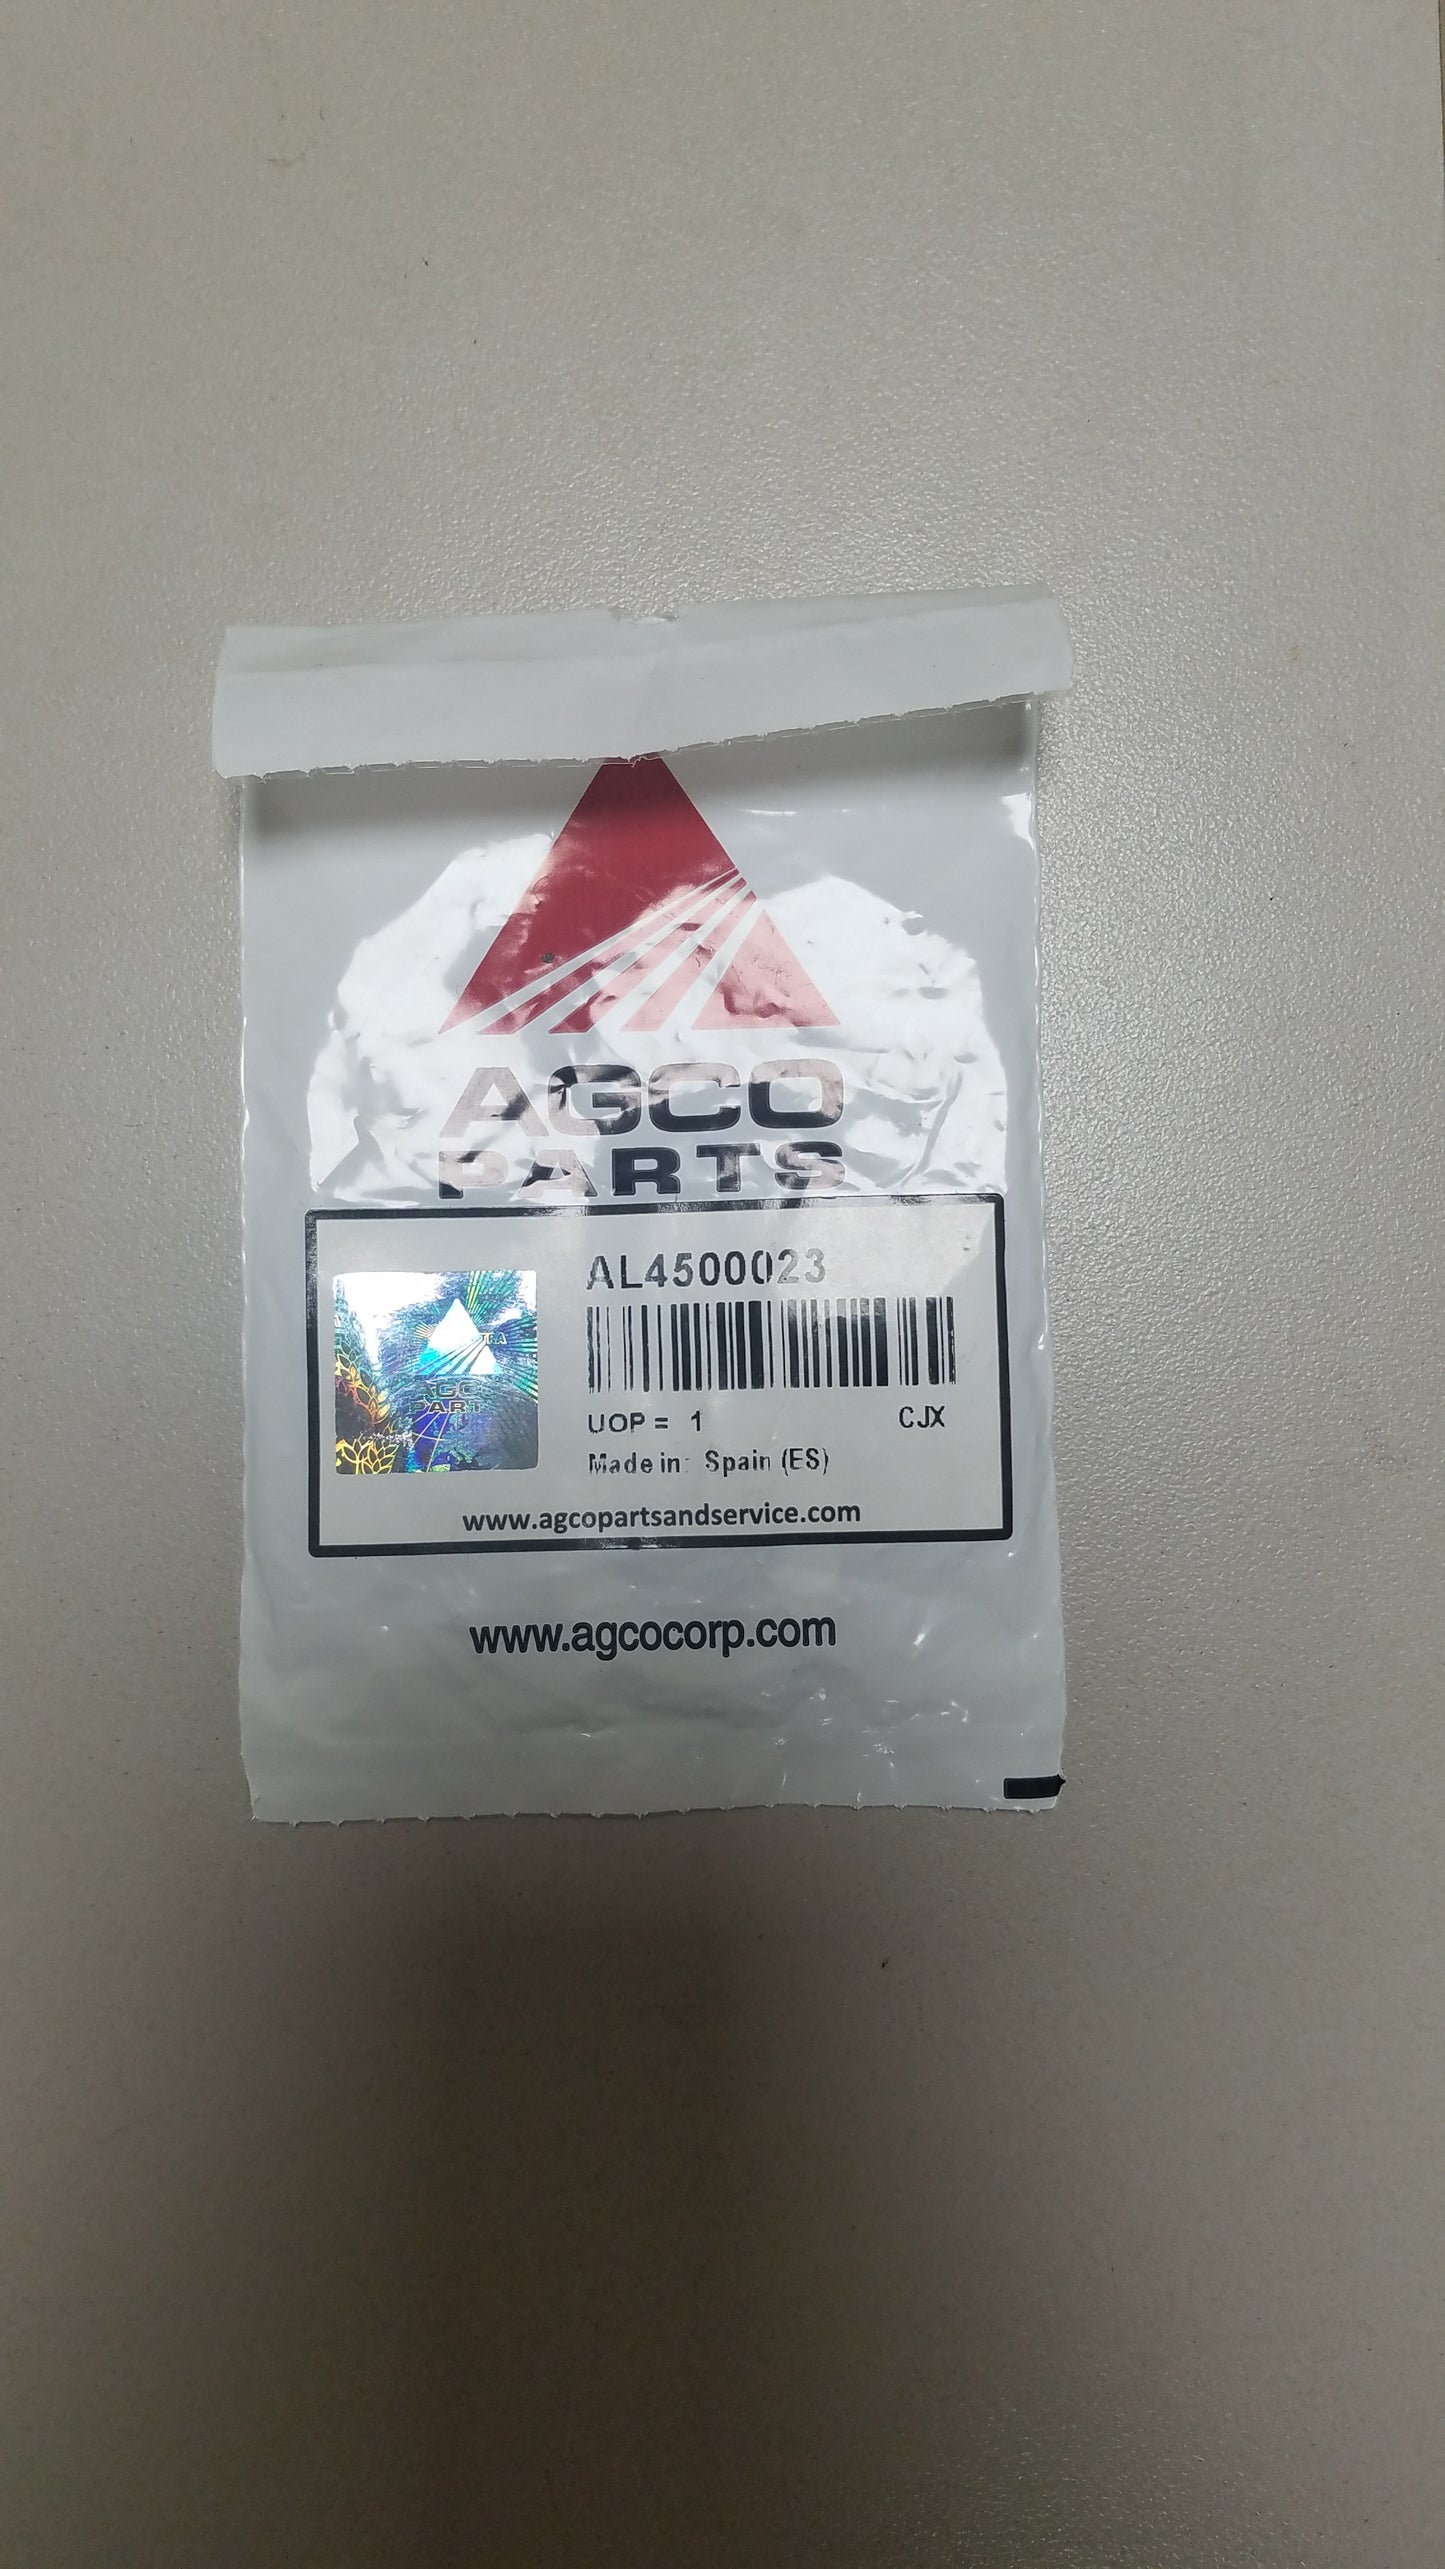 AGCO
PARTS
AL4500023
UOP = 1 CJX
Made in: Spain (ES)
www.agcopartsandservice.com
www.agcocorp.com